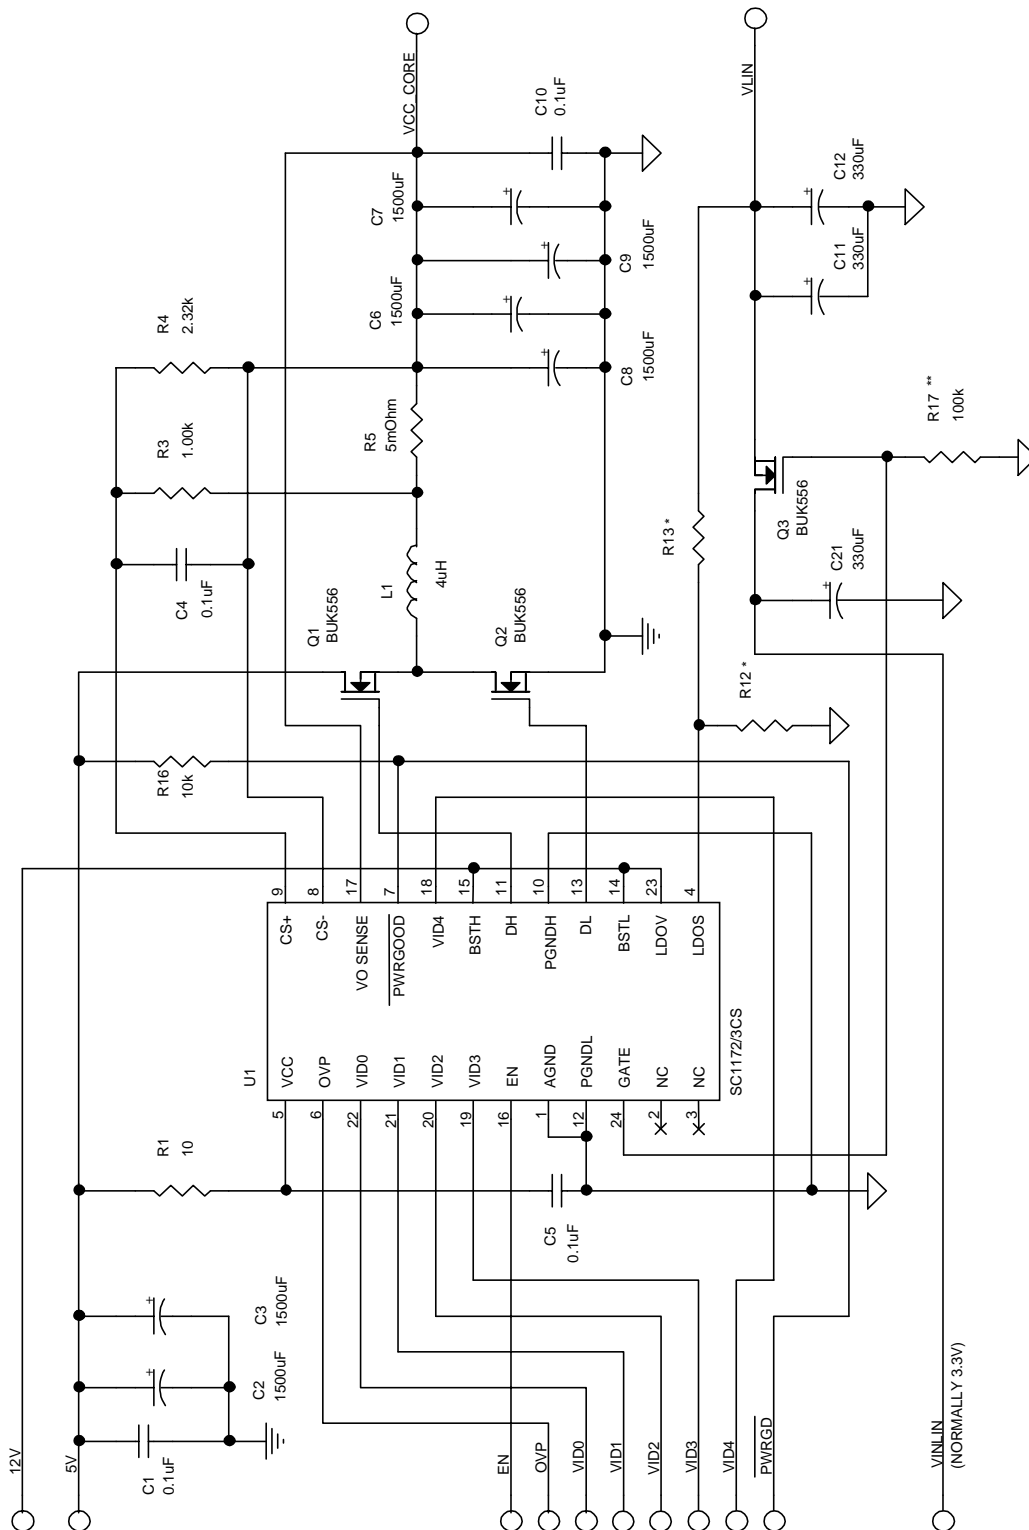 12V
5V
C1
0.1uF
C2
1500uF
C3
1500uF
R1
10
R16
10k
C4
0.1uF
R3
1.00k
R4
2.32k
EN
OVP
VID0
VID1
VID2
VID3
VID4
PWRGD
VINLIN
(NORMALLY 3.3V)
C5
0.1uF
U1
SC1172/3CS
5
VCC
6
OVP
22
VID0
21
VID1
20
VID2
19
VID3
16
EN
1
AGND
12
PGNDL
24
GATE
2
NC
3
NC
CS+
9
CS-
8
VO SENSE
17
PWRGOOD
7
VID4
18
BSTH
15
DH
11
PGNDH
10
DL
13
BSTL
14
LDOV
23
LDOS
4
Q1
BUK556
Q2
BUK556
L1
4uH
R5
5mOhm
C6
1500uF
C7
1500uF
C8
1500uF
C9
1500uF
C10
0.1uF
VCC_CORE
R12 *
R13 *
C21
330uF
Q3
BUK556
R17 **
100k
C11
330uF
C12
330uF
VLIN